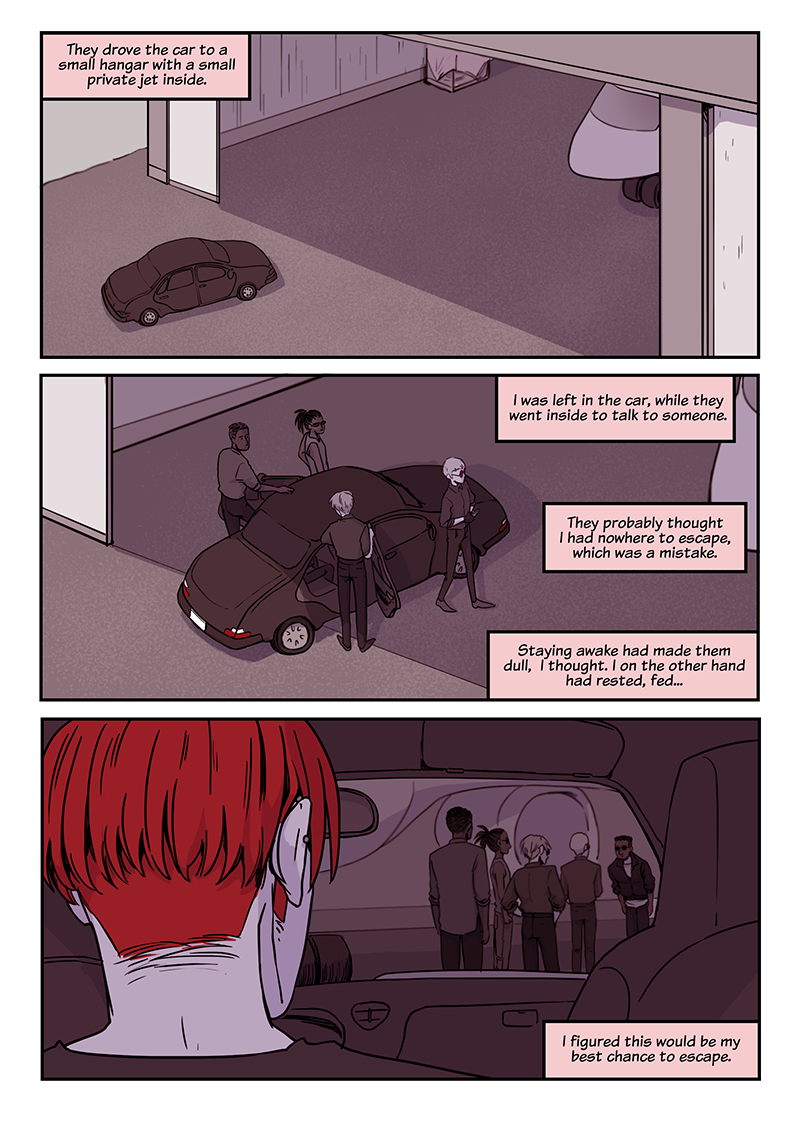 They drove the car to a
small hangar with a small
private jet inside.
I was left in the car, while they
went inside to talk to someone.
They probably thought
I had nowhere to escape,
which was a mistake.
Staying awake had made them
dull,  I thought. I on the other hand
had rested, fed...
I figured this would be my
best chance to escape.